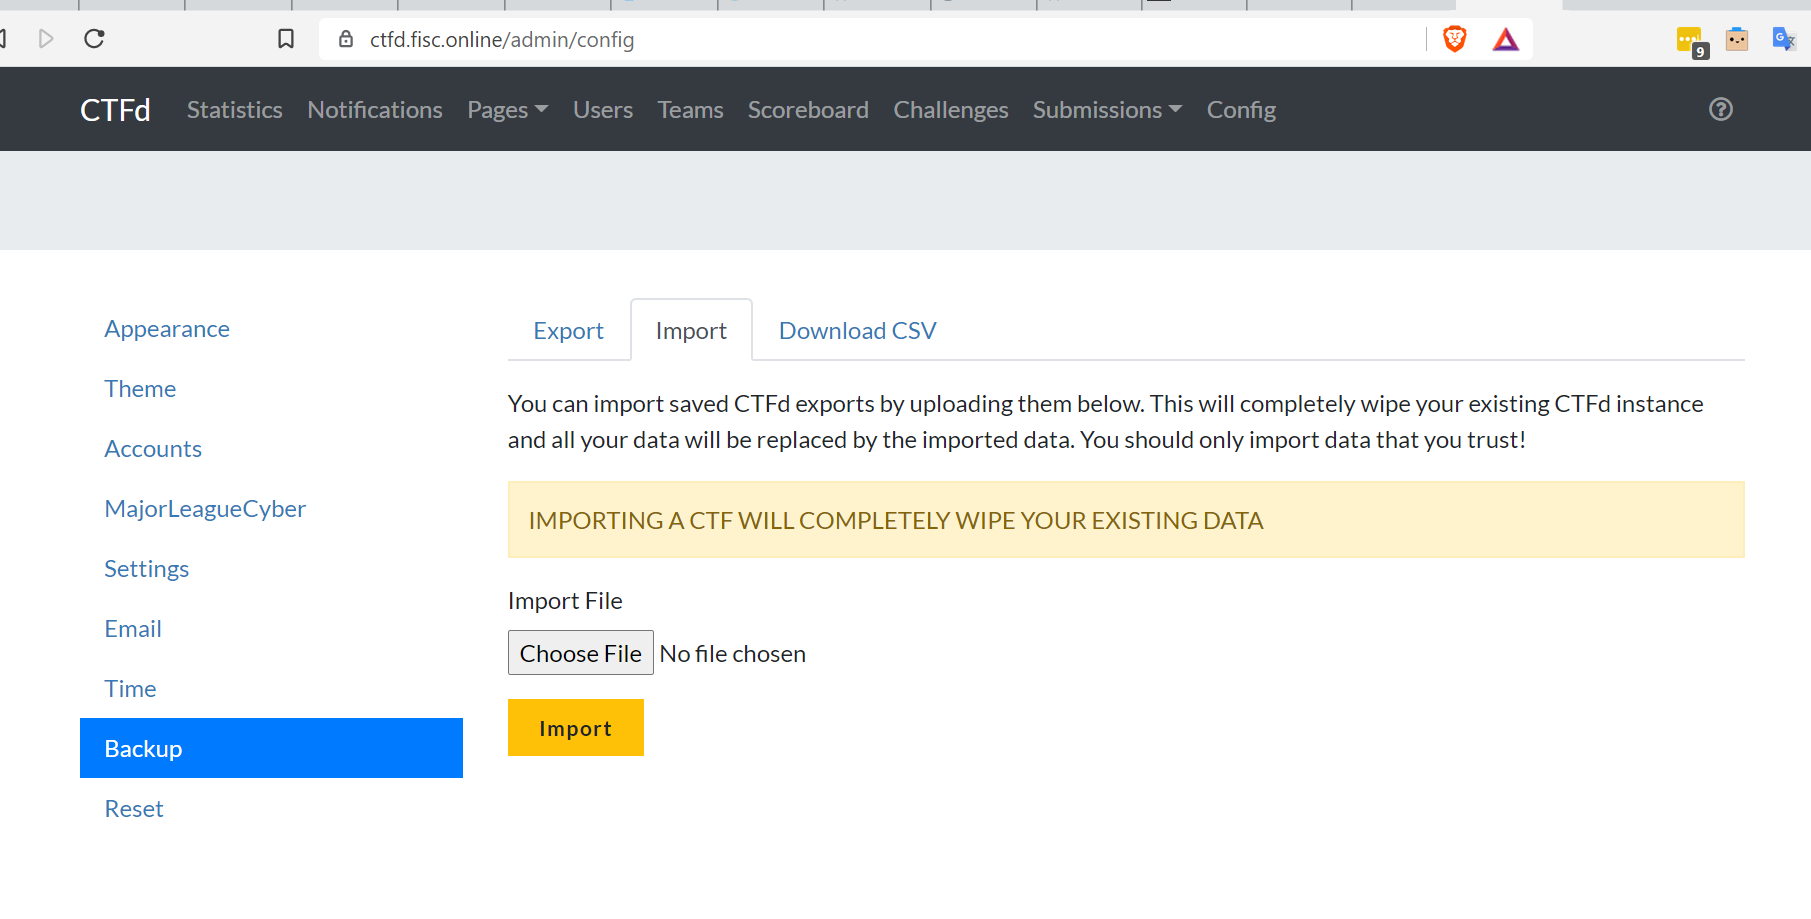 ctfd.fisc.online/admin/config
9
CTFd Statistics Notifications Pages Users Teams Scoreboard Challenges Submissions Config
Appearance
Theme
Accounts
MajorLeagueCyber
Settings
Email
Time
Backup
Reset
Export Import Download CSV
You can import saved CTFd exports by uploading them below. This will completely wipe your existing CTFd instance
and all your data will be replaced by the imported data. You should only import data that you trust!
IMPORTING A CTF WILL COMPLETELY WIPE YOUR EXISTING DATA
Import File
Choose File No file chosen
Import